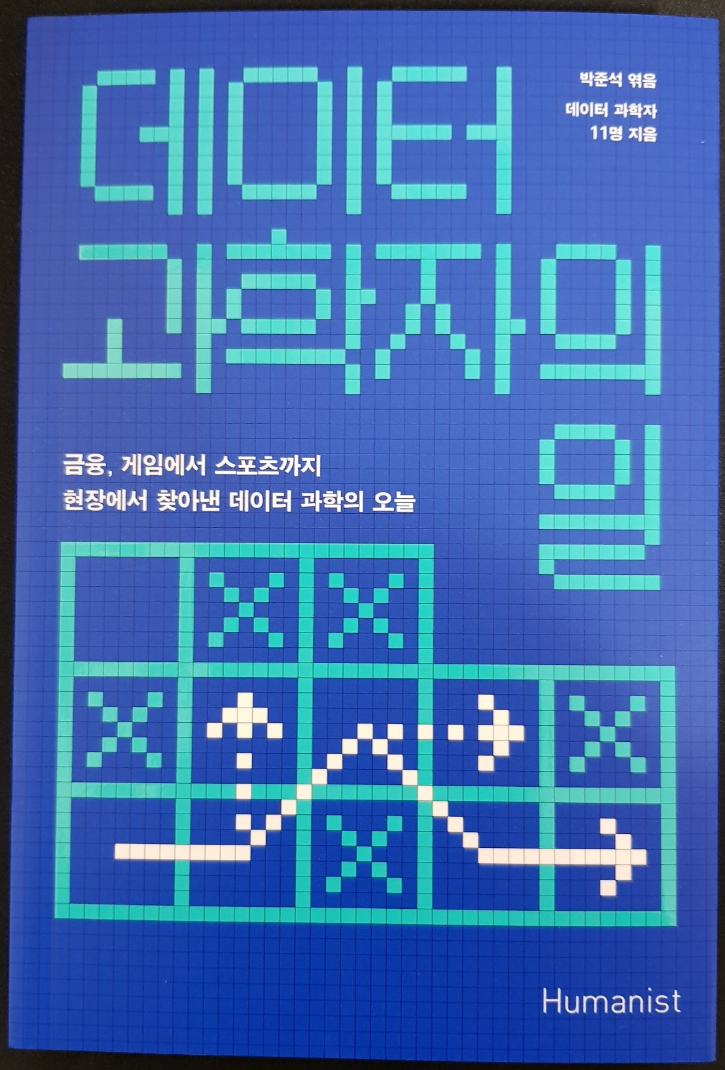 데이터
과학자의
일
박준석 엮음
데이터 과학자
11명 지음
금융, 게임에서 스포츠까지
현장에서 찾아낸 데이터 과학의 오늘
Humanist